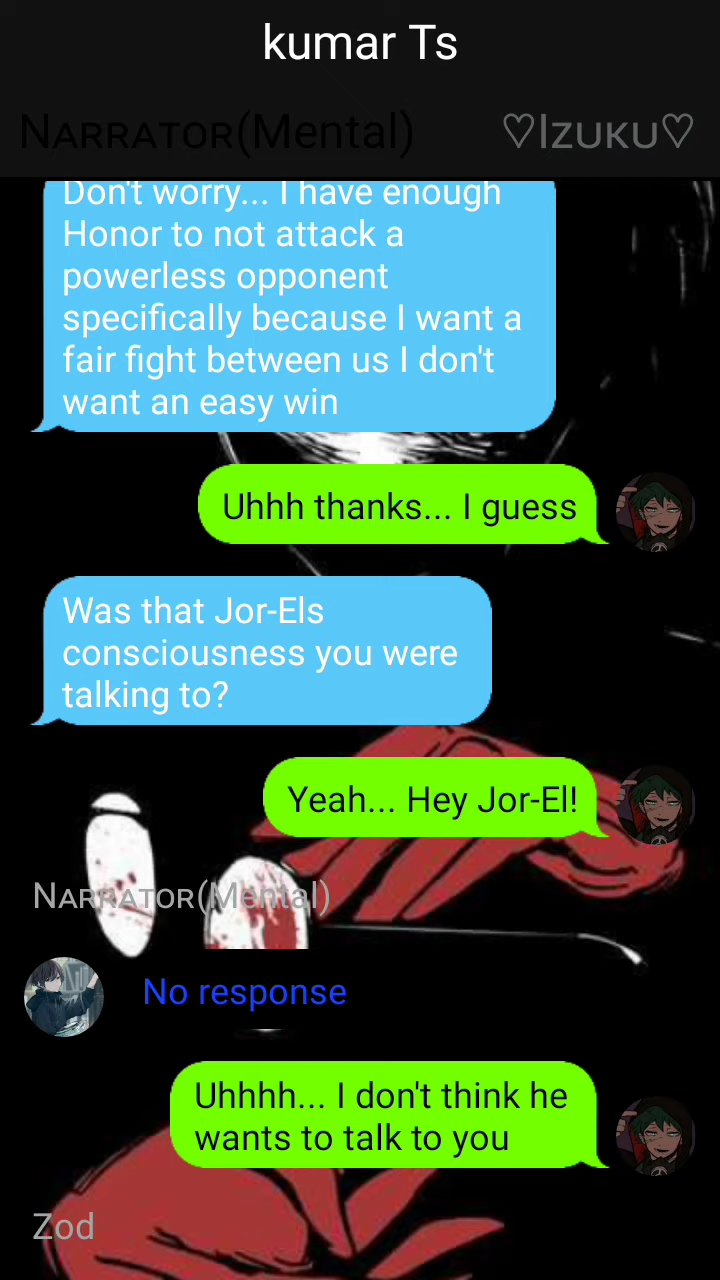 kumar Ts
NARRATOR(Mental)
♡IZUKU♡
Don't worry... I have enough
Honor to not attack a
powerless opponent
specifically because I want a
fair fight between us I don't
want an easy win
Uhhh thanks... I guess
Was that Jor-Els
consciousness you were
talking to?
Yeah... Hey Jor-El!
NARRATOR(Mental)
No response
Uhhhh... I don't think he
wants to talk to you
Zod